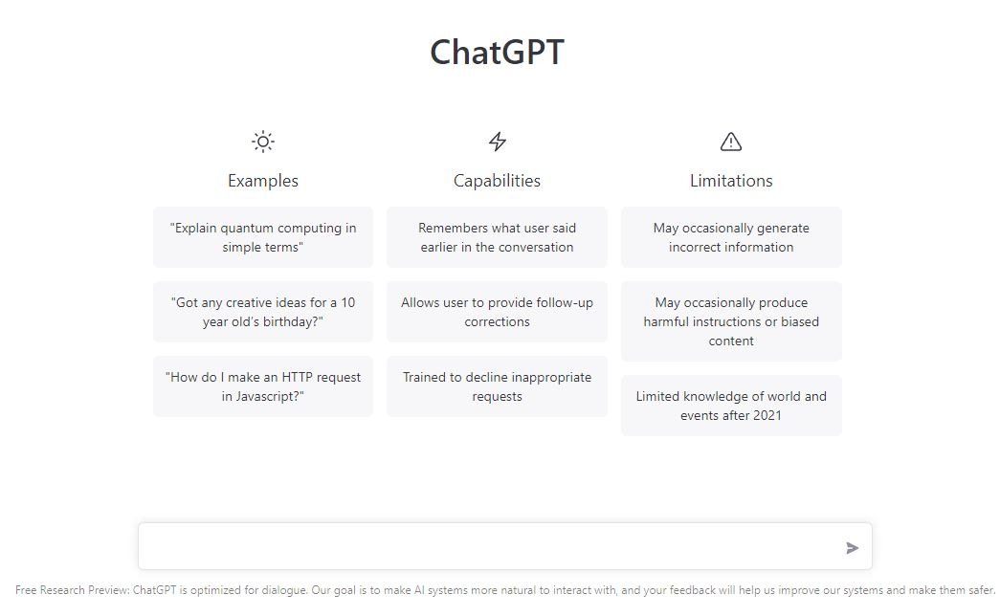 ChatGPT
Examples
"Explain quantum computing in
simple terms"
"Got any creative ideas for a 10
year old's birthday?"
"How do I make an HTTP request
in Javascript?"
Capabilities
Remembers what user said
earlier in the conversation
Allows user to provide follow-up
corrections
Trained to decline inappropriate
requests
Limitations
May occasionally generate
incorrect information
May occasionally produce
harmful instructions or biased
content
Limited knowledge of world and
events after 2021
Free Research Preview: ChatGPT is optimized for dialogue. Our goal is to make AI systems more natural to interact with, and your feedback will help us improve our systems and make them safer.